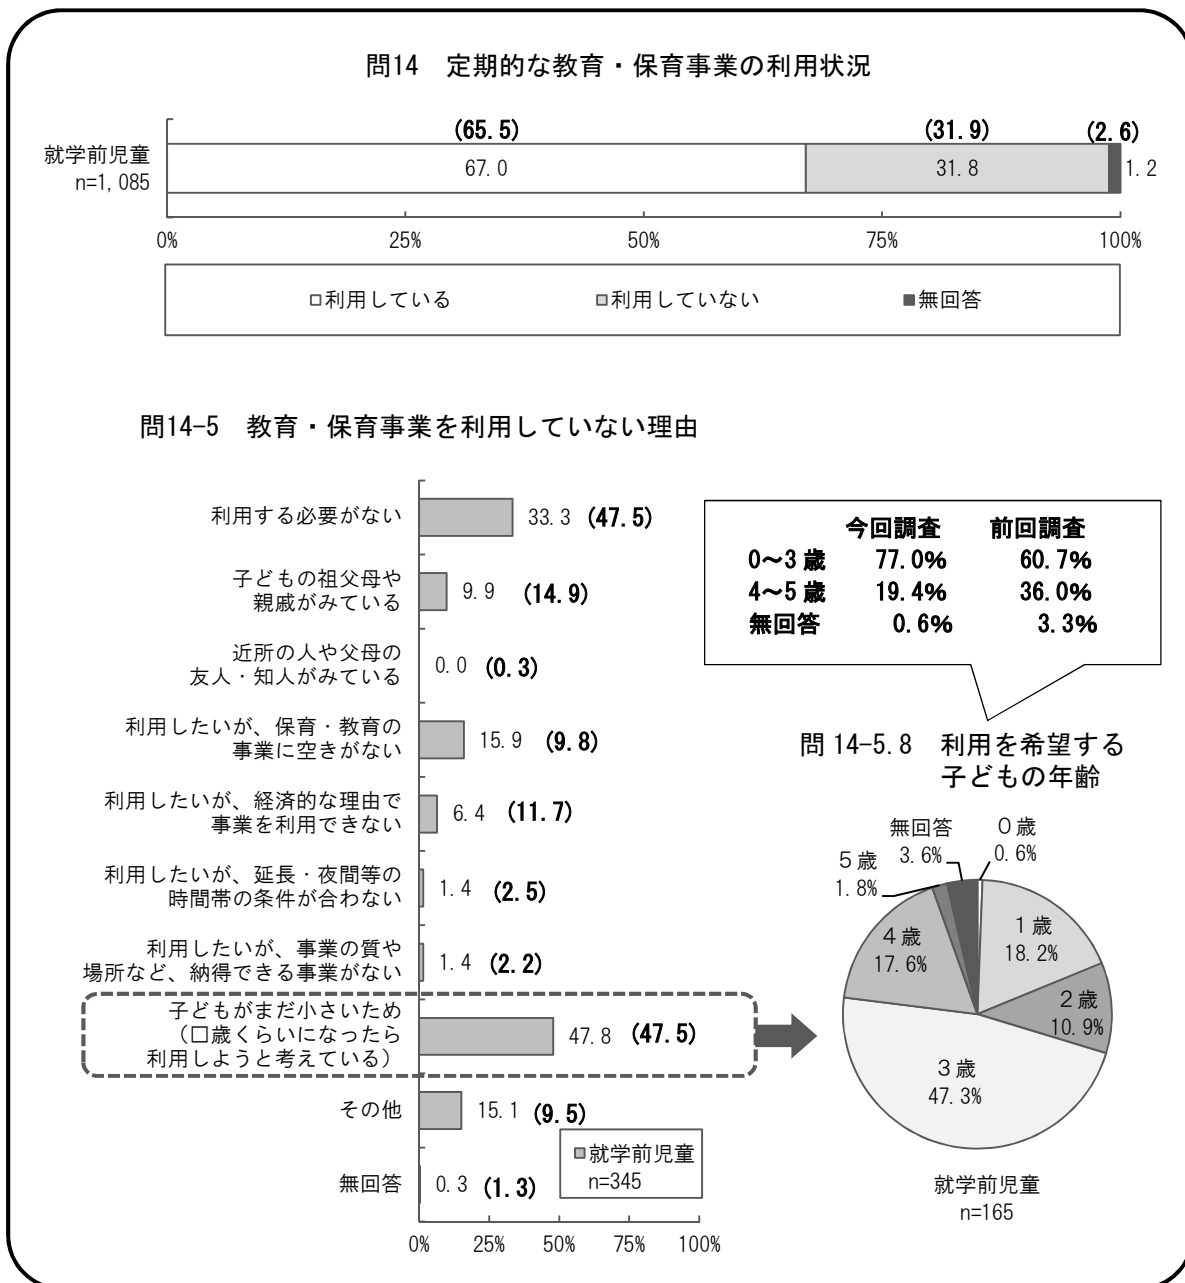 問14　定期的な教育・保育事業の利用状況
(65.5)
(31.9)
(2.6)
就学前児童
n=1,085
67.0
31.8
1.2
0%
25%
50%
75%
100%
□利用している
■利用していない
■無回答
問14-5　教育・保育事業を利用していない理由
利用する必要がない
33.3 (47.5)
子どもの祖父母や
親戚がみている
9.9 (14.9)
近所の人や父母の
友人・知人がみている
0.0 (0.3)
利用したいが、保育・教育の
事業に空きがない
15.9 (9.8)
利用したいが、経済的な理由で
事業を利用できない
6.4 (11.7)
利用したいが、延長・夜間等の
時間帯の条件が合わない
1.4 (2.5)
利用したいが、事業の質や
場所など、納得できる事業がない
1.4 (2.2)
子どもがまだ小さいため
（□歳くらいになったら
利用しようと考えている）
47.8 (47.5)
その他
15.1 (9.5)
無回答
0.3 (1.3)
■就学前児童
n=345
0%
25%
50%
75%
100%
今回調査　前回調査
0～3歳　77.0%　60.7%
4～5歳　19.4%　36.0%
無回答　0.6%　3.3%
問 14-5.8　利用を希望する
子どもの年齢
０歳
0.6%
１歳
18.2%
２歳
10.9%
３歳
47.3%
４歳
17.6%
５歳
1.8%
無回答
3.6%
就学前児童
n=165